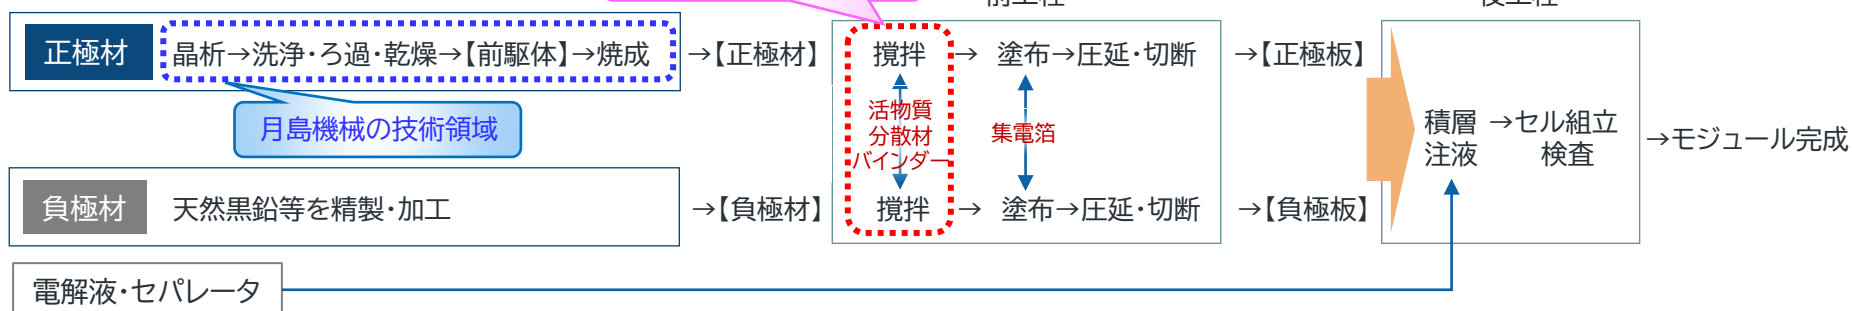 正極材
晶析→洗浄・ろ過・乾燥→【前駆体】→焼成
→【正極材】
撹拌
→
塗布→圧延・切断
→【正極板】
月島機械の技術領域
活物質
分散材
バインダー
集電箔
積層
注液
→セル組立
検査
→モジュール完成
負極材
天然黒鉛等を精製・加工
→【負極材】
撹拌
→
塗布→圧延・切断
→【負極板】
電解液・セパレータ